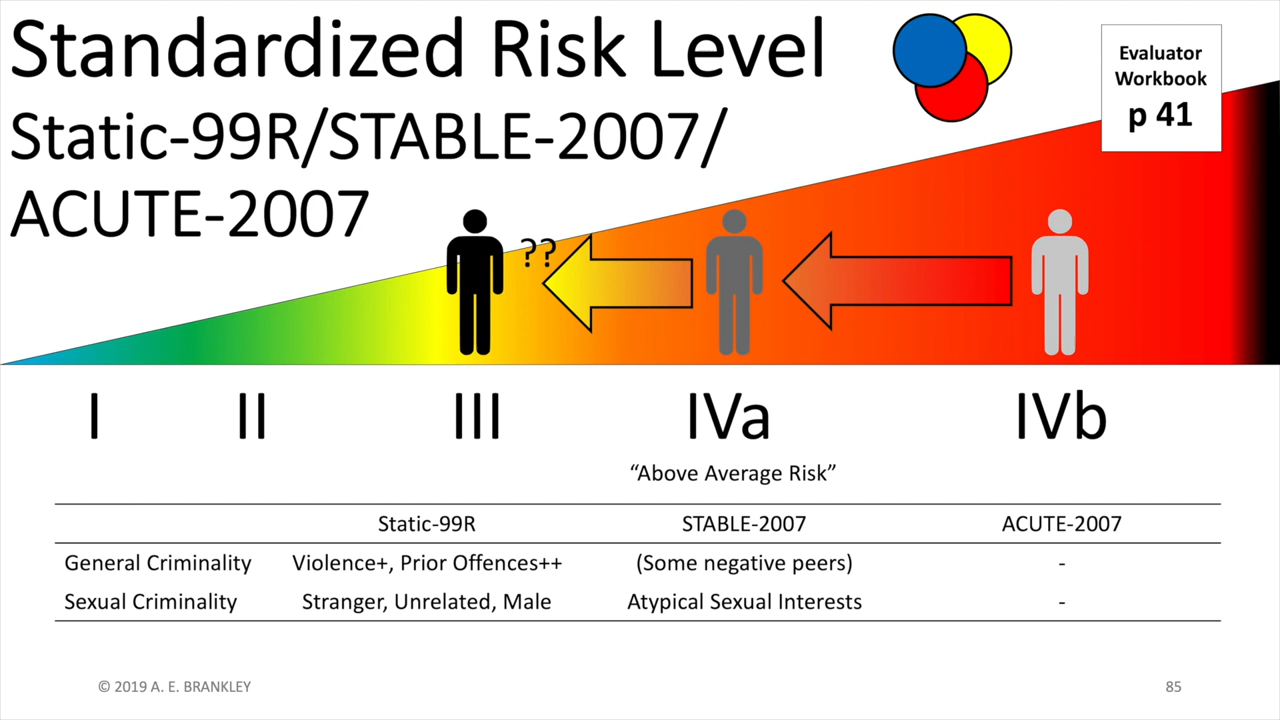 Standardized Risk Level
Static-99R/STABLE-2007/
ACUTE-2007
Evaluator
Workbook
p 41
??
I II III IVa IVb
“Above Average Risk”
Static-99R STABLE-2007 ACUTE-2007
General Criminality Violence+, Prior Offences++ (Some negative peers) -
Sexual Criminality Stranger, Unrelated, Male Atypical Sexual Interests -
© 2019 A. E. BRANKLEY 85